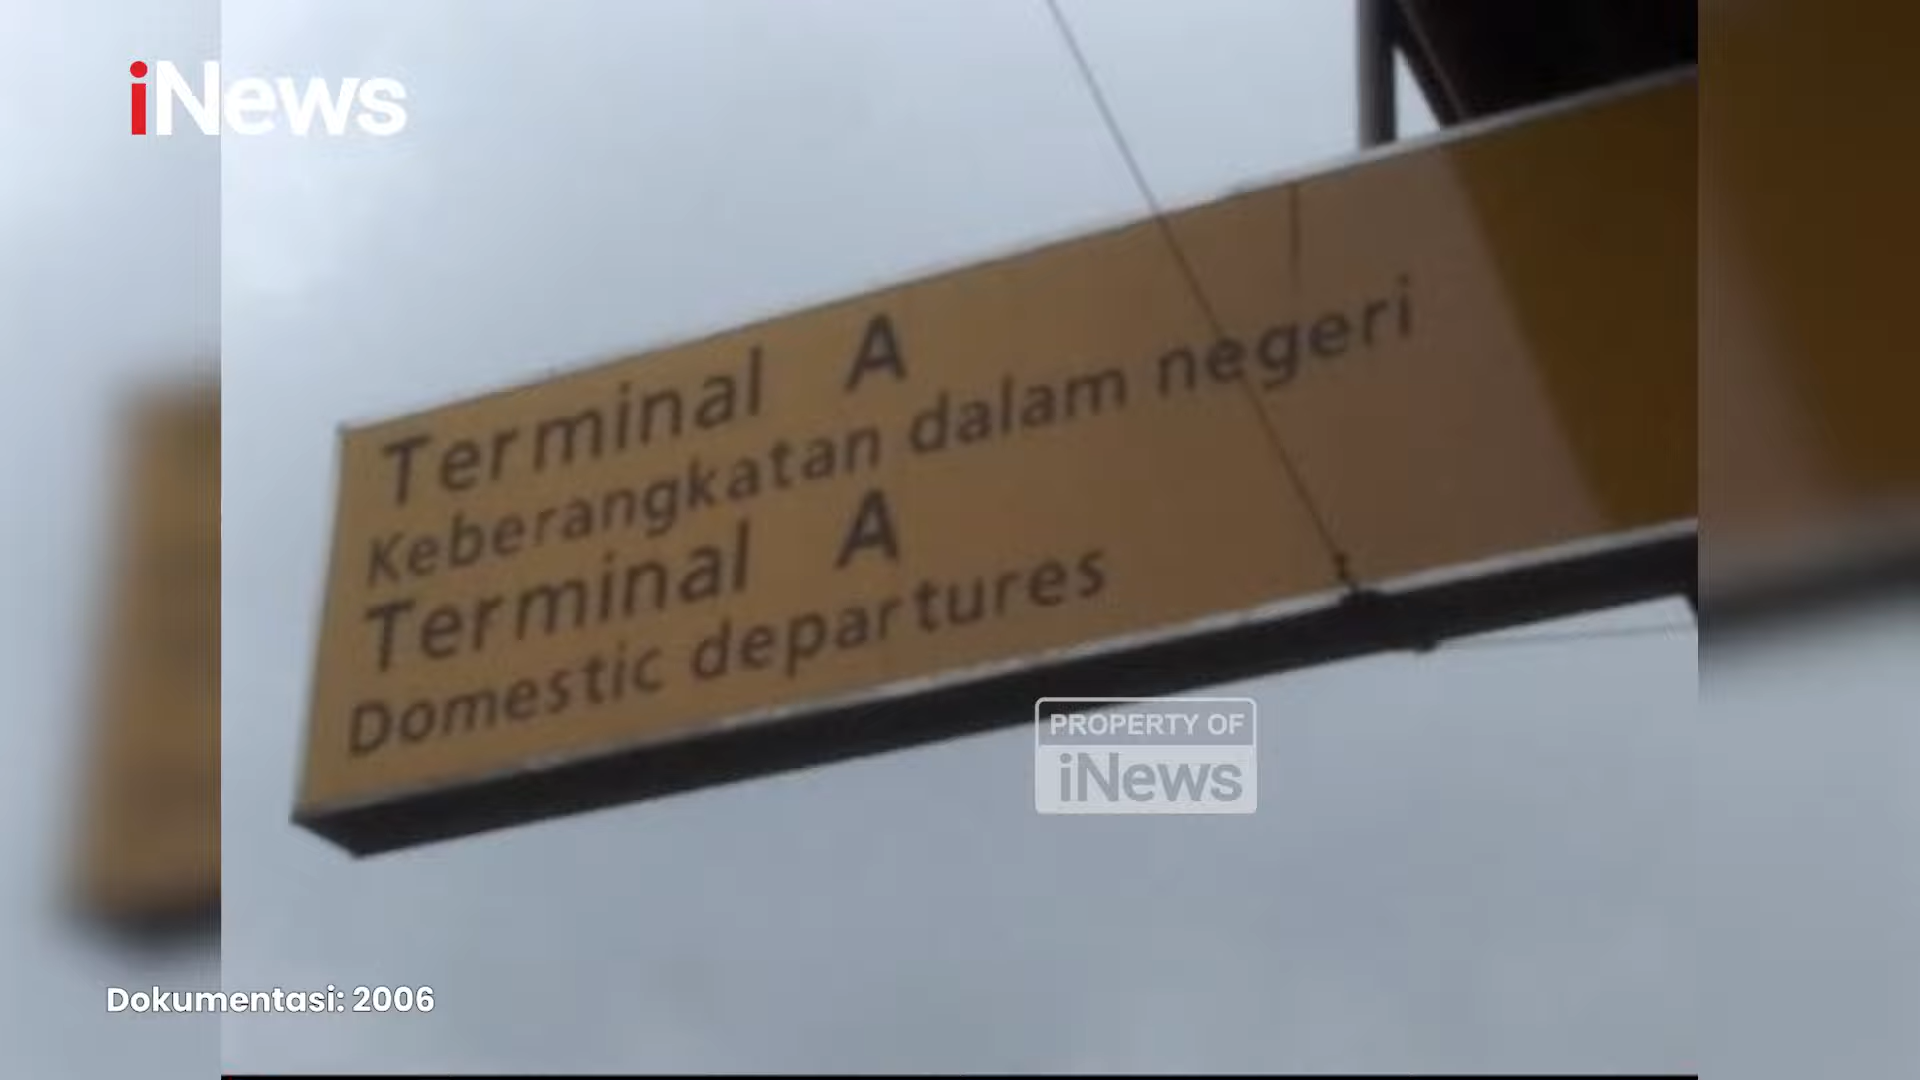 iNews
Terminal A
Keberangkatan dalam negeri
Terminal A
Domestic departures
PROPERTY OF
iNews
Dokumentasi: 2006